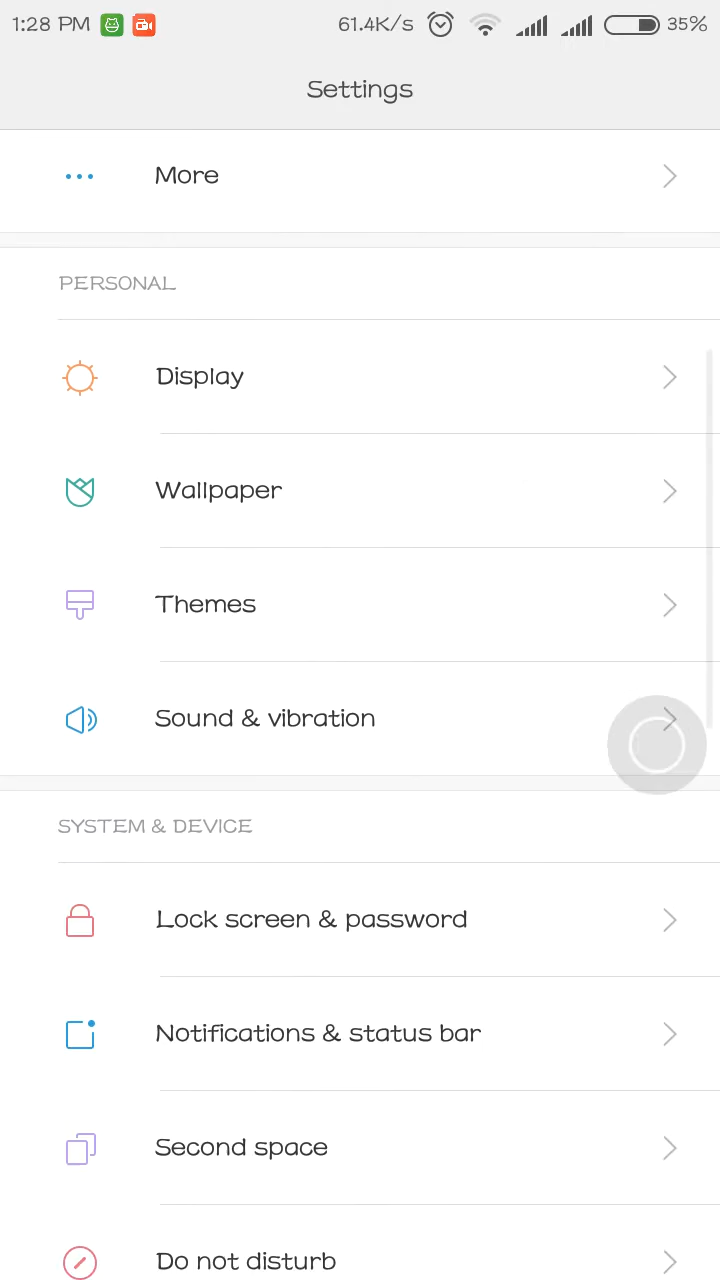 1:28 PM 61.4K/s 35%
Settings
More
PERSONAL
Display
Wallpaper
Themes
Sound & vibration
SYSTEM & DEVICE
Lock screen & password
Notifications & status bar
Second space
Do not disturb